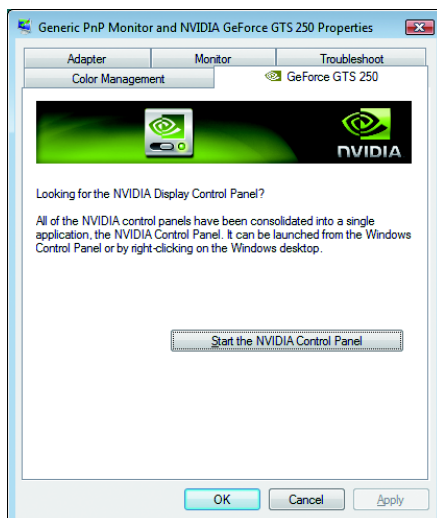 Generic PnP Monitor and NVIDIA GeForce GTS 250 Properties
Adapter Monitor Troubleshoot
Color Management GeForce GTS 250
NVIDIA
Looking for the NVIDIA Display Control Panel?
All of the NVIDIA control panels have been consolidated into a single
application, the NVIDIA Control Panel. It can be launched from the Windows
Control Panel or by right-clicking on the Windows desktop.
Start the NVIDIA Control Panel
OK Cancel Apply